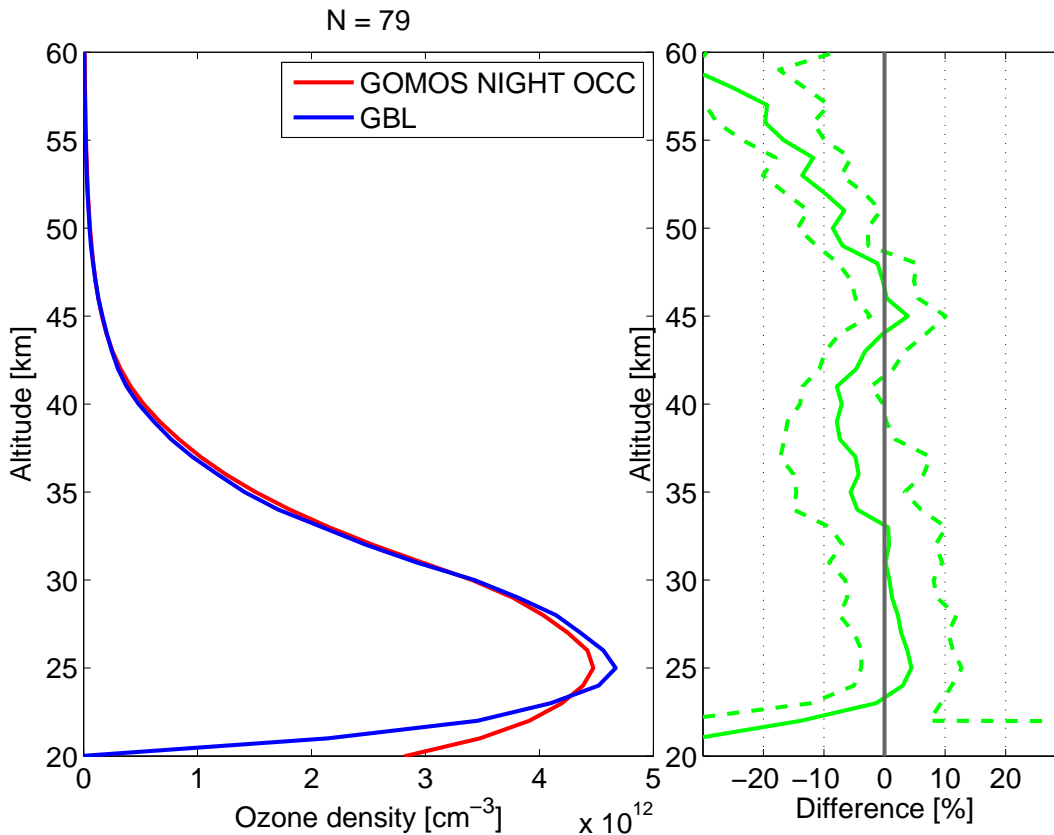 N = 79
GOMOS NIGHT OCC
GBL
60
55
50
45
40
35
30
25
20
Altitude [km]
0 1 2 3 4 5
Ozone density [cm⁻³]
x 10¹²
60
55
50
45
40
35
30
25
20
Altitude [km]
−20 −10 0 10 20
Difference [%]